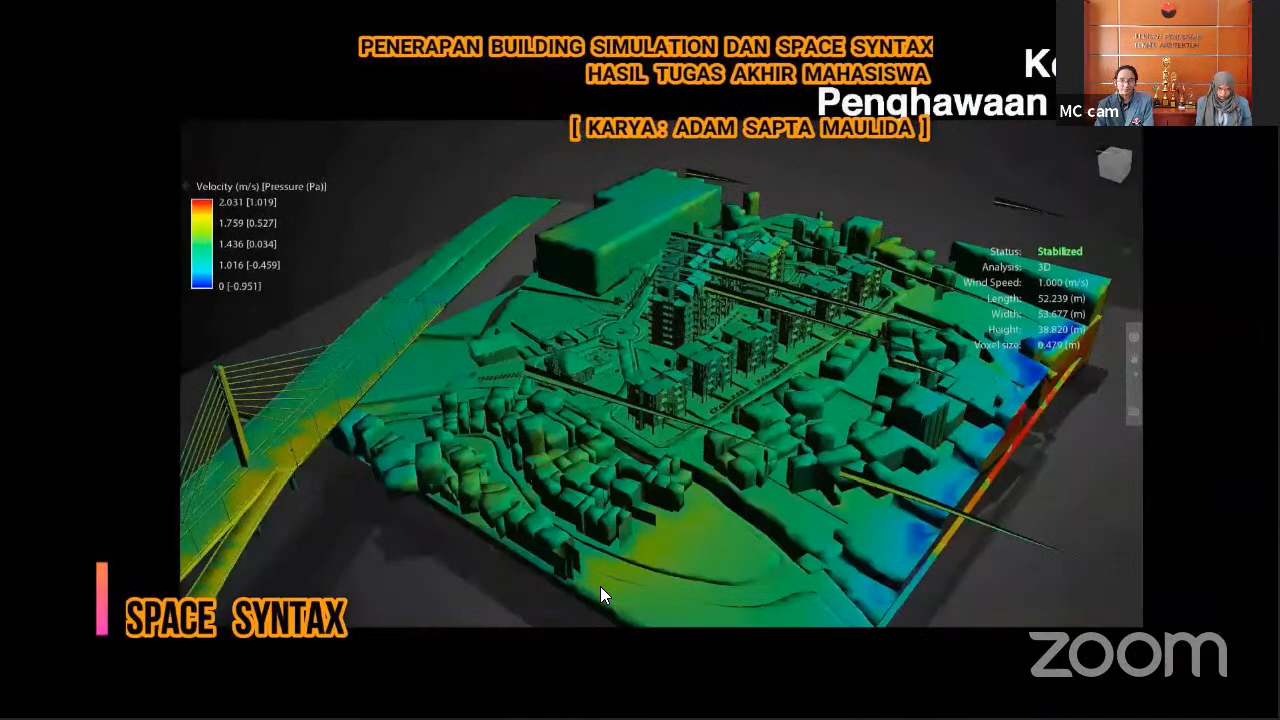 PENERAPAN BUILDING SIMULATION DAN SPACE SYNTAX
HASIL TUGAS AKHIR MAHASISWA
[ KARYA : ADAM SAPTA MAULIDA ]
Penghawaan
MC cam
Velocity (m/s) [Pressure (Pa)]
2.031 [1.019]
1.759 [0.527]
1.436 [0.034]
1.016 [-0.459]
0 [-0.951]
Status: Stabilized
Analysis: 3D
Wind Speed: 1.000 (m/s)
Length: 52.239 (m)
Width: 53.677 (m)
Height: 38.820 (m)
Voxel size: 0.479 (m)
SPACE SYNTAX
zoom